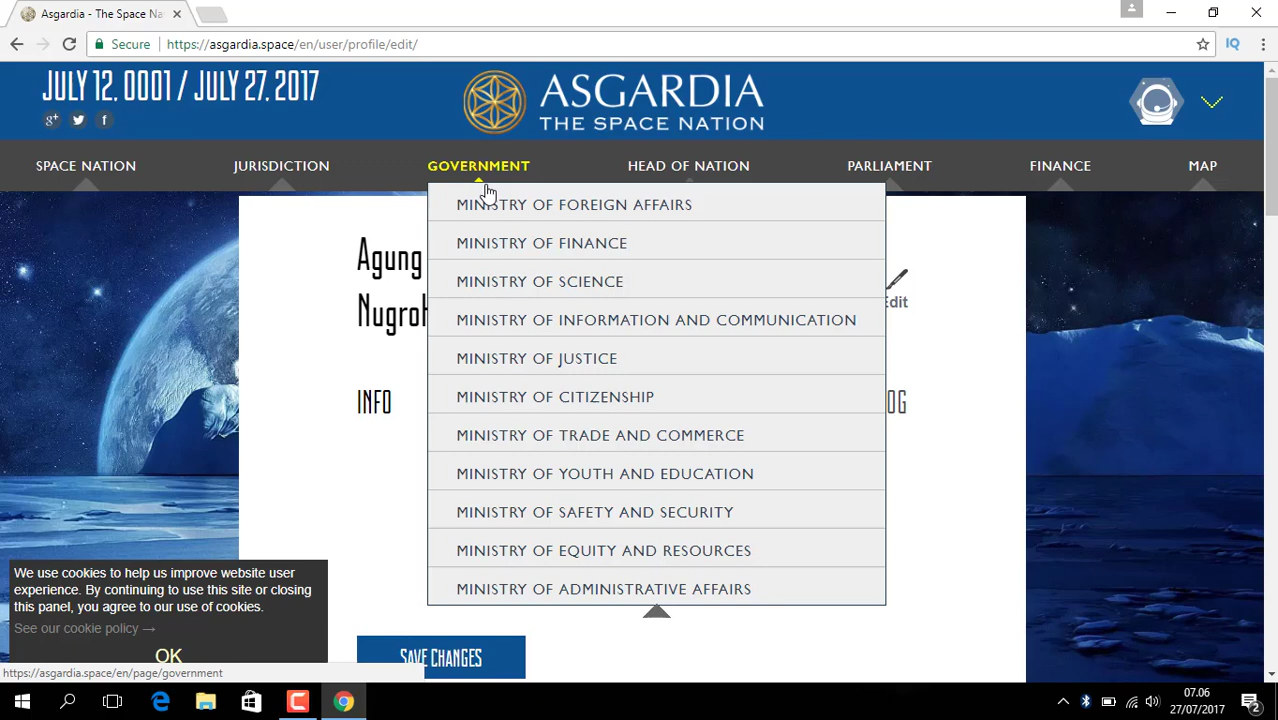 Asgardia - The Space Na
Secure
https://asgardia.space/en/user/profile/edit/
IQ
JULY 12, 0001 / JULY 27, 2017
g+
f
ASGARDIA
THE SPACE NATION
SPACE NATION
JURISDICTION
GOVERNMENT
HEAD OF NATION
PARLIAMENT
FINANCE
MAP
MINISTRY OF FOREIGN AFFAIRS
MINISTRY OF FINANCE
MINISTRY OF SCIENCE
MINISTRY OF INFORMATION AND COMMUNICATION
MINISTRY OF JUSTICE
MINISTRY OF CITIZENSHIP
MINISTRY OF TRADE AND COMMERCE
MINISTRY OF YOUTH AND EDUCATION
MINISTRY OF SAFETY AND SECURITY
MINISTRY OF EQUITY AND RESOURCES
MINISTRY OF ADMINISTRATIVE AFFAIRS
Agung
Nugroh
Edit
INFO
OG
We use cookies to help us improve website user
experience. By continuing to use this site or closing
this panel, you agree to our use of cookies.
See our cookie policy →
OK
SAVE CHANGES
https://asgardia.space/en/page/government
07.06
27/07/2017
2